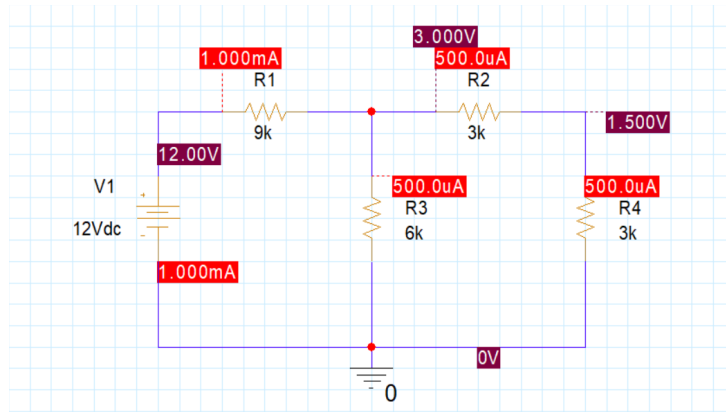 3.000V
1.000mA
500.0uA
R1
R2
9k
3k
1.500V
12.00V
V1
500.0uA
500.0uA
+
R3
R4
12Vdc
6k
3k
-
1.000mA
0V
0